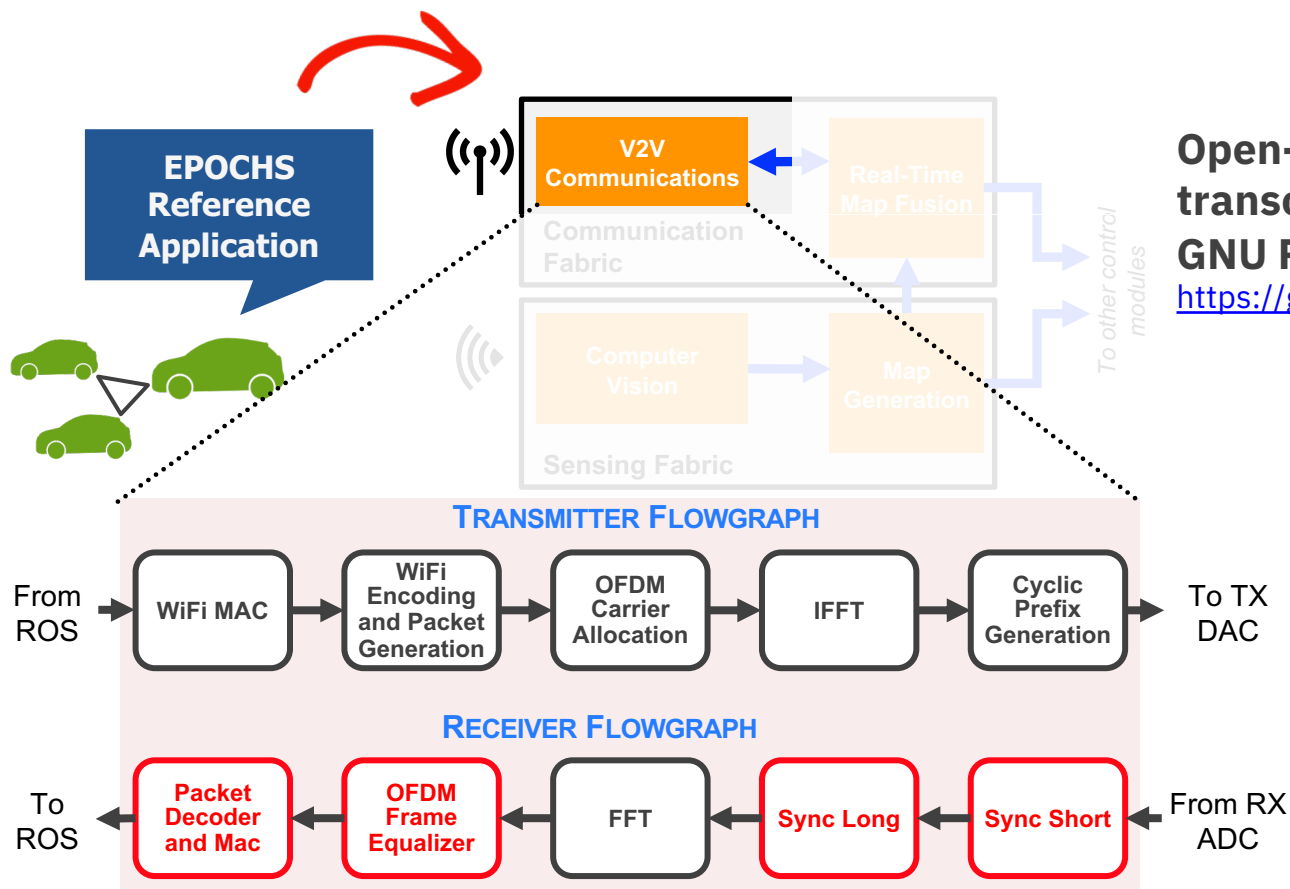 EPOCHS
Reference
Application
V2V
Communications
Real-Time
Map Fusion
Communication
Fabric
Computer
Vision
Map
Generation
Sensing Fabric
To other control
modules
Open-
GNU
https://g
TRANSMITTER FLOWGRAPH
From
ROS
WiFi MAC
WiFi
Encoding
and Packet
Generation
OFDM
Carrier
Allocation
IFFT
Cyclic
Prefix
Generation
To TX
DAC
RECEIVER FLOWGRAPH
To
ROS
Packet
Decoder
and Mac
OFDM
Frame
Equalizer
FFT
Sync Long
Sync Short
From RX
ADC